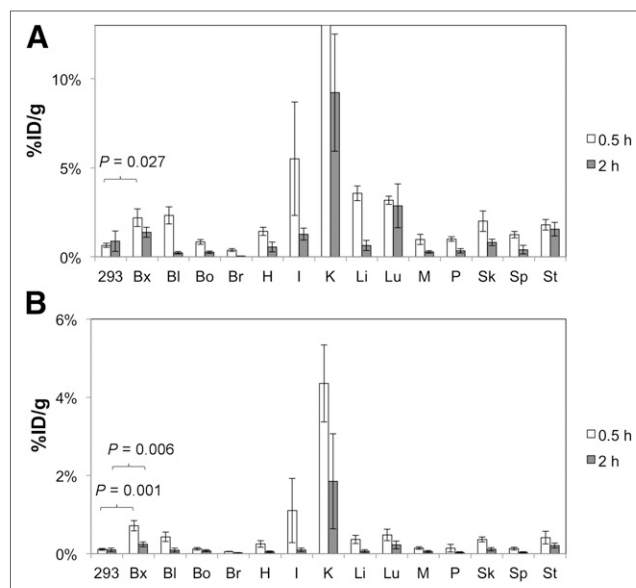 A
10%
5%
0%
%ID/g
P = 0.027
0.5 h
2 h
293 Bx Bl Bo Br H I K Li Lu M P Sk Sp St
B
6%
4%
2%
0%
%ID/g
P = 0.006
P = 0.001
0.5 h
2 h
293 Bx Bl Bo Br H I K Li Lu M P Sk Sp St